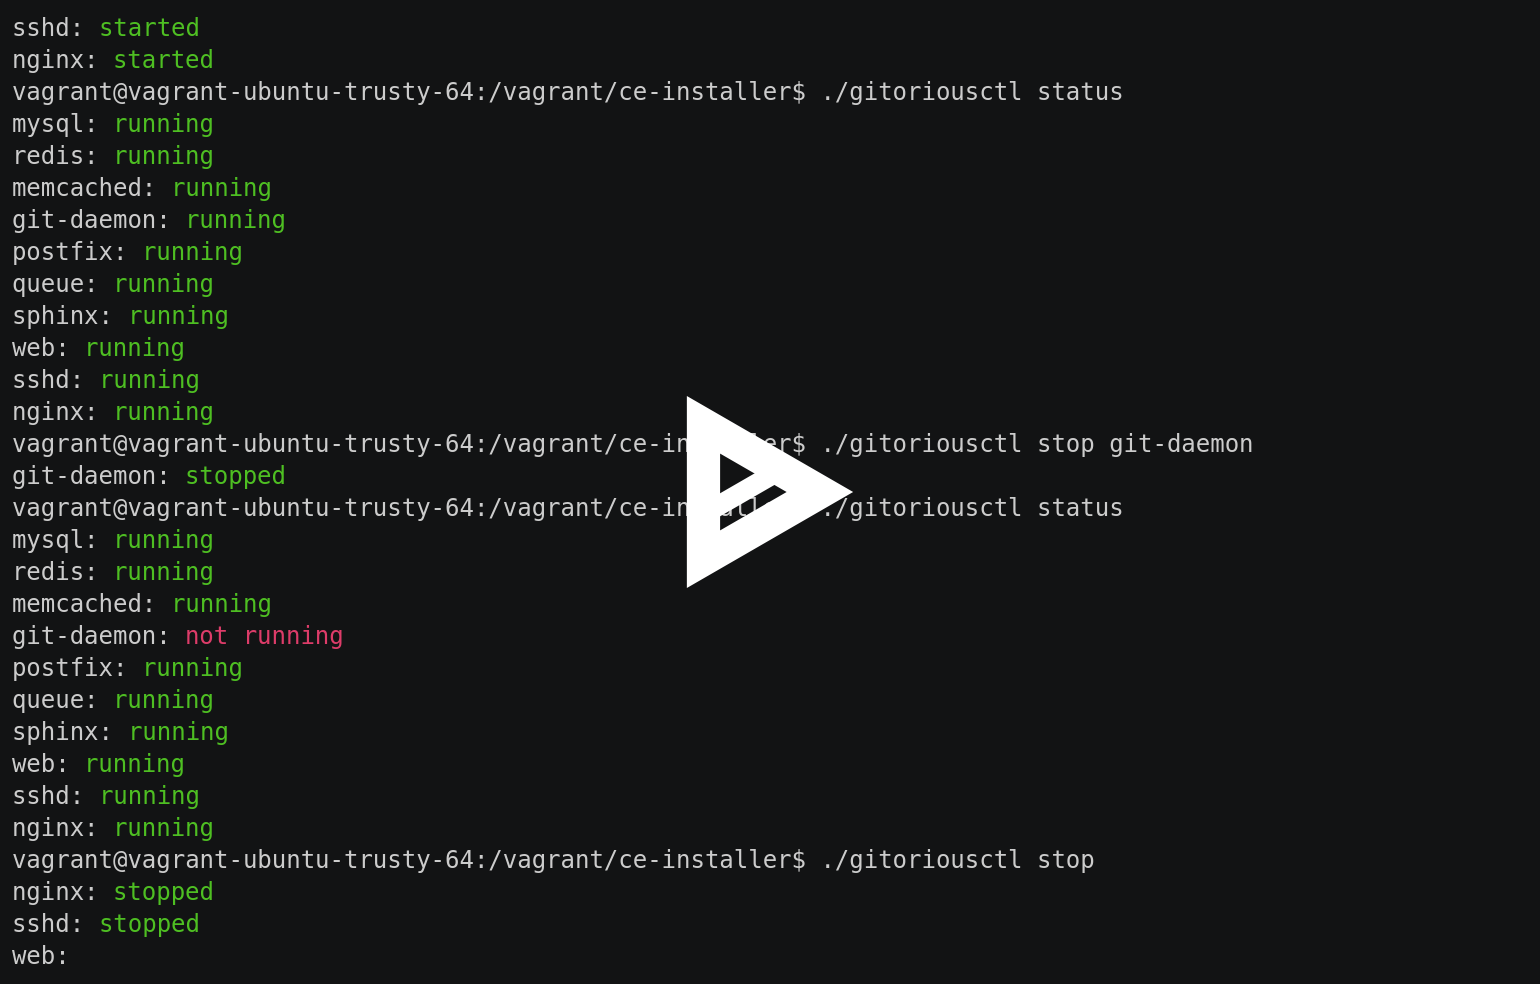 sshd: started
nginx: started
vagrant@vagrant-ubuntu-trusty-64:/vagrant/ce-installer$ ./gitoriousctl status
mysql: running
redis: running
memcached: running
git-daemon: running
postfix: running
queue: running
sphinx: running
web: running
sshd: running
nginx: running
vagrant@vagrant-ubuntu-trusty-64:/vagrant/ce-installer$ ./gitoriousctl stop git-daemon
git-daemon: stopped
vagrant@vagrant-ubuntu-trusty-64:/vagrant/ce-installer$ ./gitoriousctl status
mysql: running
redis: running
memcached: running
git-daemon: not running
postfix: running
queue: running
sphinx: running
web: running
sshd: running
nginx: running
vagrant@vagrant-ubuntu-trusty-64:/vagrant/ce-installer$ ./gitoriousctl stop
nginx: stopped
sshd: stopped
web: